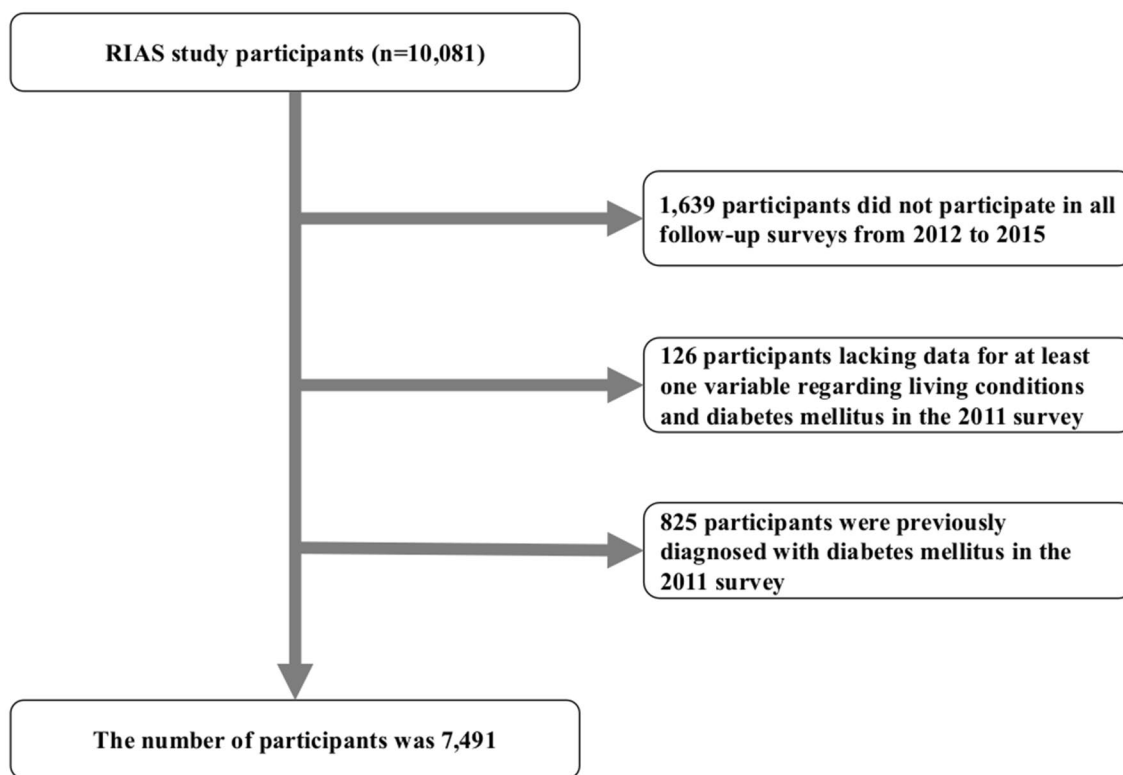 RIAS study participants (n=10,081)
1,639 participants did not participate in all
follow-up surveys from 2012 to 2015
126 participants lacking data for at least
one variable regarding living conditions
and diabetes mellitus in the 2011 survey
825 participants were previously
diagnosed with diabetes mellitus in the
2011 survey
The number of participants was 7,491